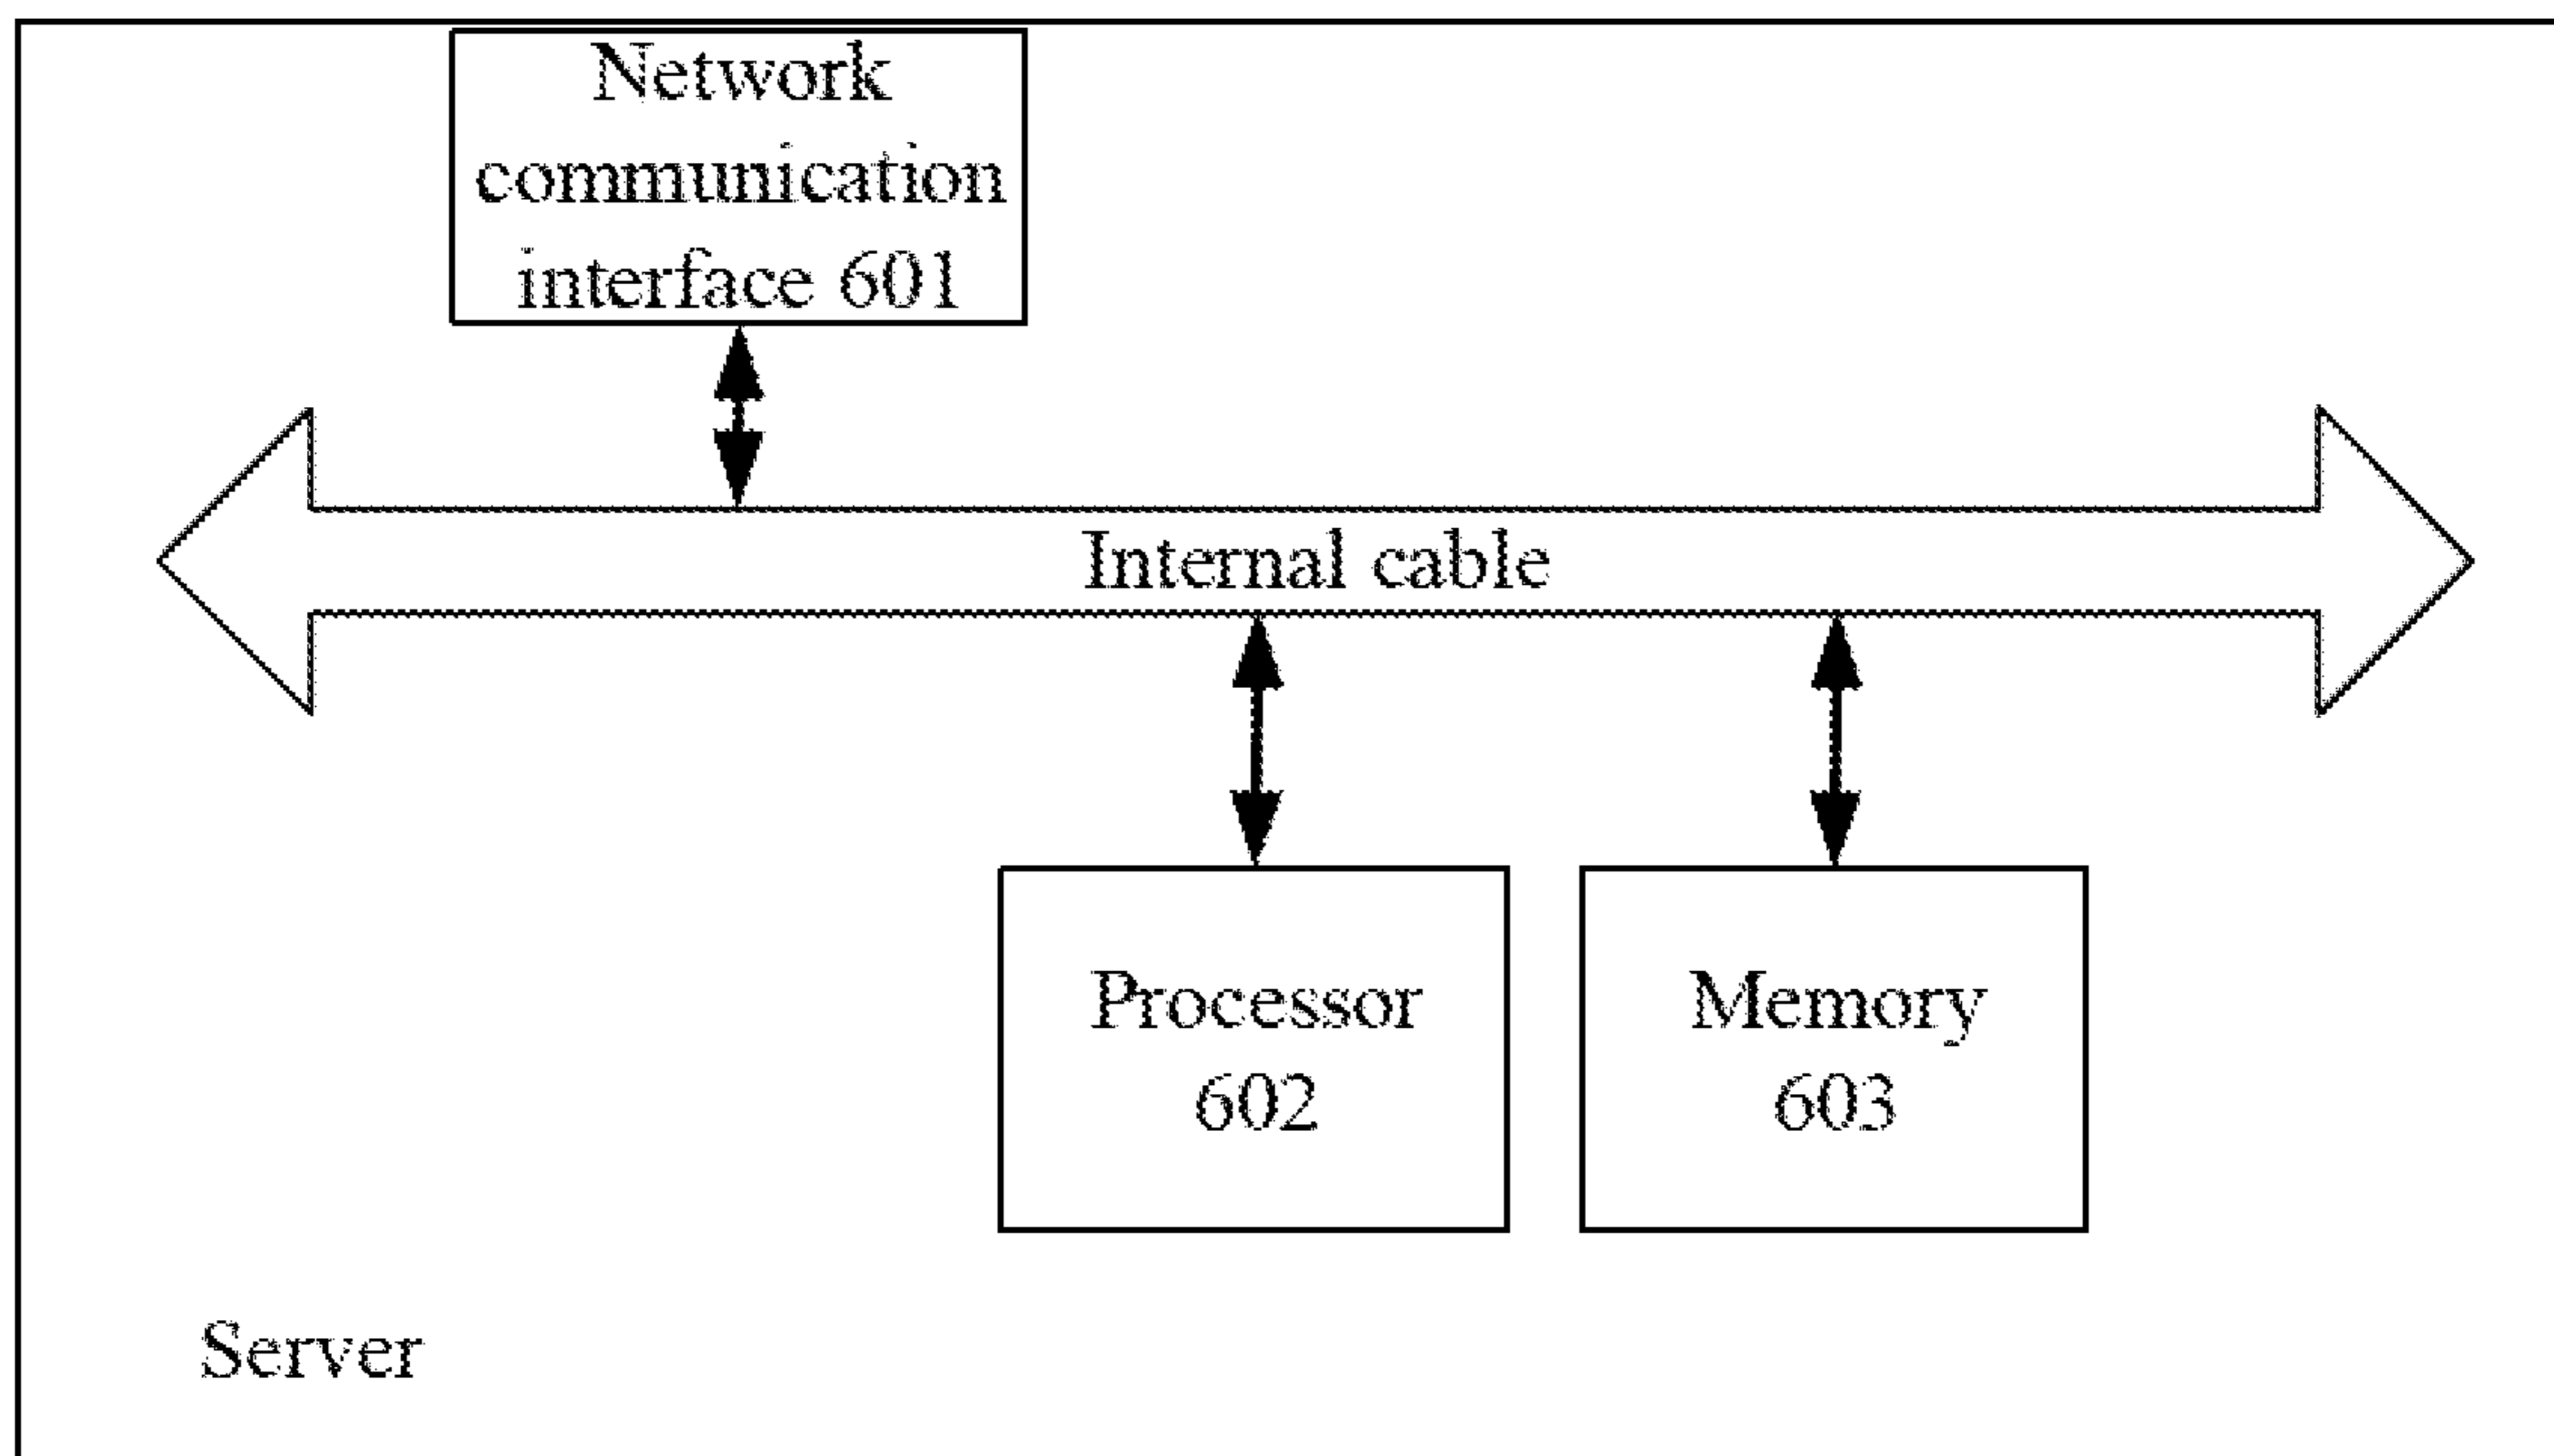 Network
communication
interface 601
Internal cable
Processor
602
Memory
603
Server